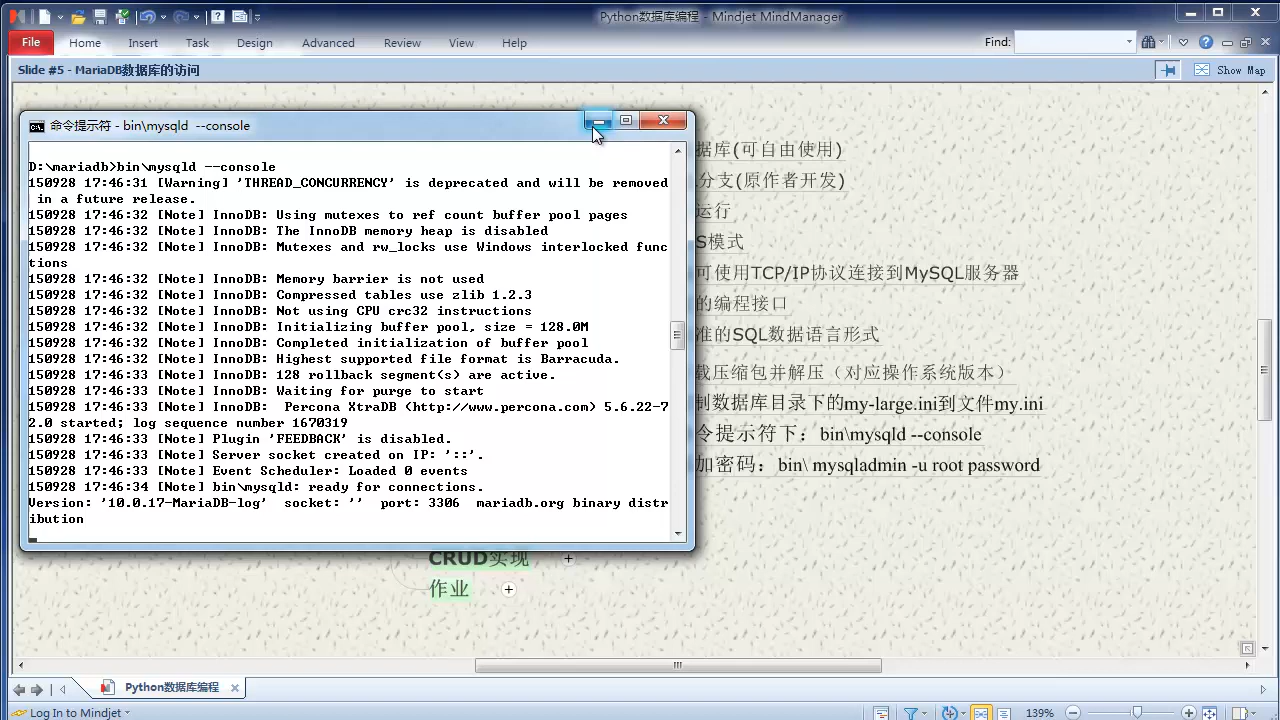 Python数据库编程 - Mindjet MindManager
File Home Insert Task Design Advanced Review View Help Find:
Slide #5 - MariaDB数据库的访问 Show Map
命令提示符 - bin\mysqld --console
D:\mariadb>bin\mysqld --console
150928 17:46:31 [Warning] 'THREAD_CONCURRENCY' is deprecated and will be removed
in a future release.
150928 17:46:32 [Note] InnoDB: Using mutexes to ref count buffer pool pages
150928 17:46:32 [Note] InnoDB: The InnoDB memory heap is disabled
150928 17:46:32 [Note] InnoDB: Mutexes and rw_locks use Windows interlocked func
tions
150928 17:46:32 [Note] InnoDB: Memory barrier is not used
150928 17:46:32 [Note] InnoDB: Compressed tables use zlib 1.2.3
150928 17:46:32 [Note] InnoDB: Not using CPU crc32 instructions
150928 17:46:32 [Note] InnoDB: Initializing buffer pool, size = 128.0M
150928 17:46:32 [Note] InnoDB: Completed initialization of buffer pool
150928 17:46:32 [Note] InnoDB: Highest supported file format is Barracuda.
150928 17:46:33 [Note] InnoDB: 128 rollback segment(s) are active.
150928 17:46:33 [Note] InnoDB: Waiting for purge to start
150928 17:46:33 [Note] InnoDB:  Percona XtraDB (http://www.percona.com) 5.6.22-7
2.0 started; log sequence number 1670319
150928 17:46:33 [Note] Plugin 'FEEDBACK' is disabled.
150928 17:46:33 [Note] Server socket created on IP: '::'.
150928 17:46:33 [Note] Event Scheduler: Loaded 0 events
150928 17:46:34 [Note] bin\mysqld: ready for connections.
Version: '10.0.17-MariaDB-log'  socket: ''  port: 3306  mariadb.org binary distr
ibution
据库(可自由使用)
分支(原作者开发)
运行
S模式
可使用TCP/IP协议连接到MySQL服务器
的编程接口
准的SQL数据语言形式
载压缩包并解压（对应操作系统版本）
制数据库目录下的my-large.ini到文件my.ini
令提示符下：bin\mysqld --console
加密码：bin\ mysqladmin -u root password
CRUD实现
作业
Python数据库编程
Log In to Mindjet 139%